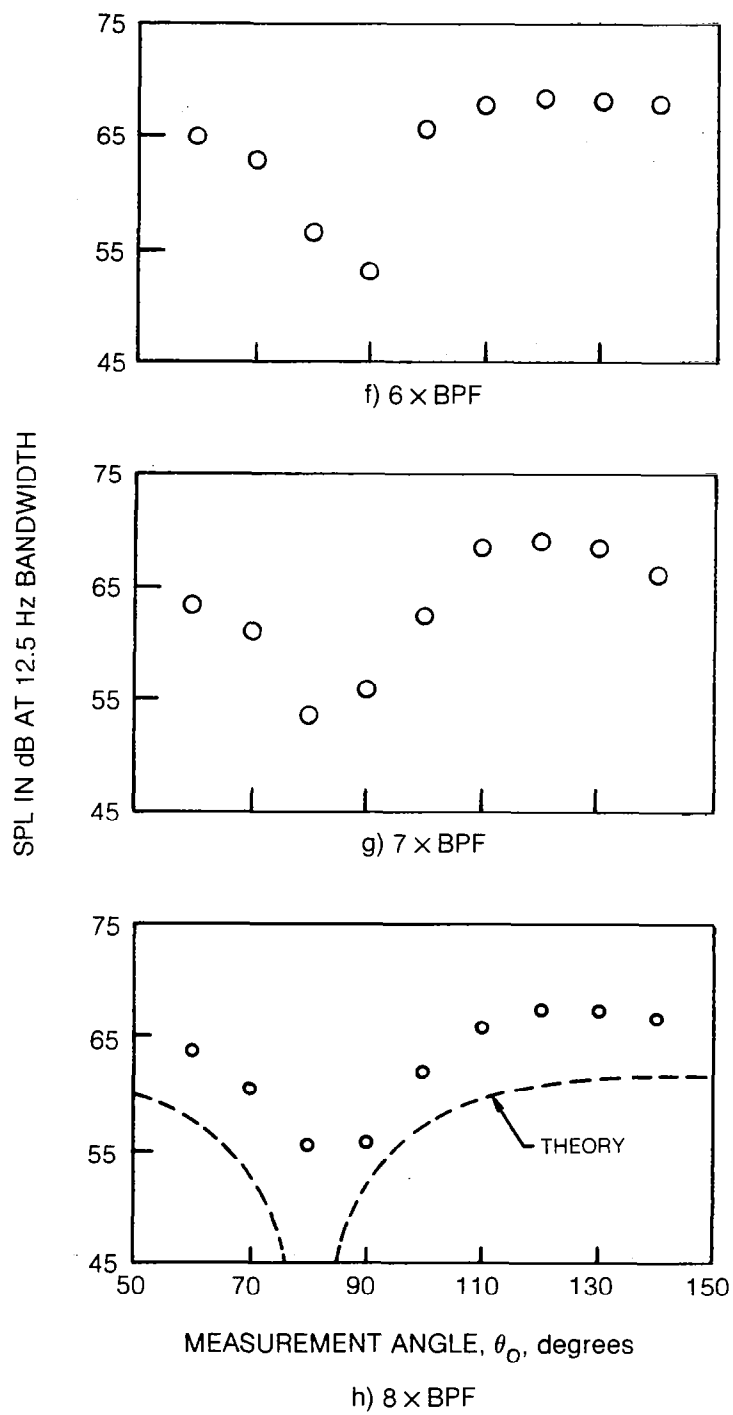 75
65
55
45
f) 6 × BPF
SPL IN dB AT 12.5 Hz BANDWIDTH
75
65
55
45
g) 7 × BPF
75
65
55
45
THEORY
50 70 90 110 130 150
MEASUREMENT ANGLE, θo, degrees
h) 8 × BPF